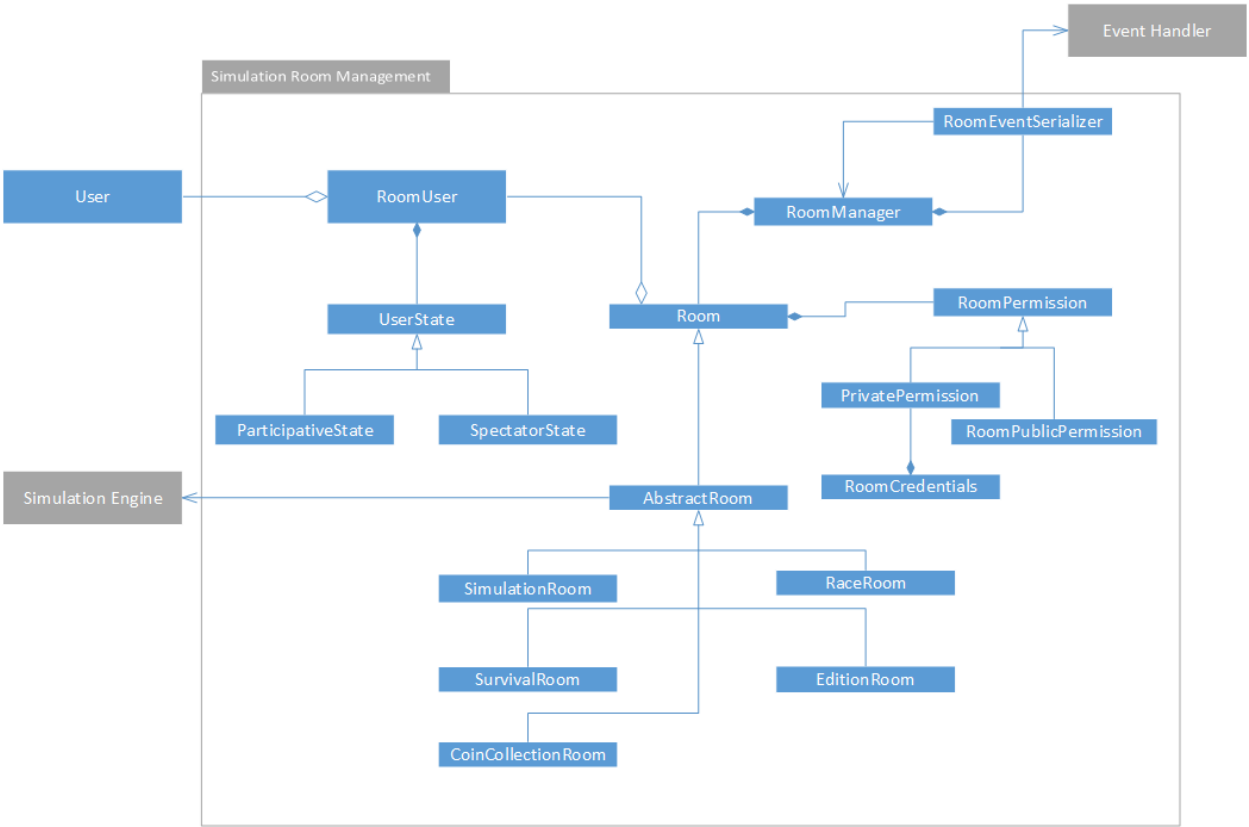 Event Handler
Simulation Room Management
RoomEventSerializer
User
RoomUser
RoomManager
RoomPermission
Room
UserState
PrivatePermission
ParticipativeState
SpectatorState
RoomPublicPermission
RoomCredentials
Simulation Engine
AbstractRoom
SimulationRoom
RaceRoom
SurvivalRoom
EditionRoom
CoinCollectionRoom